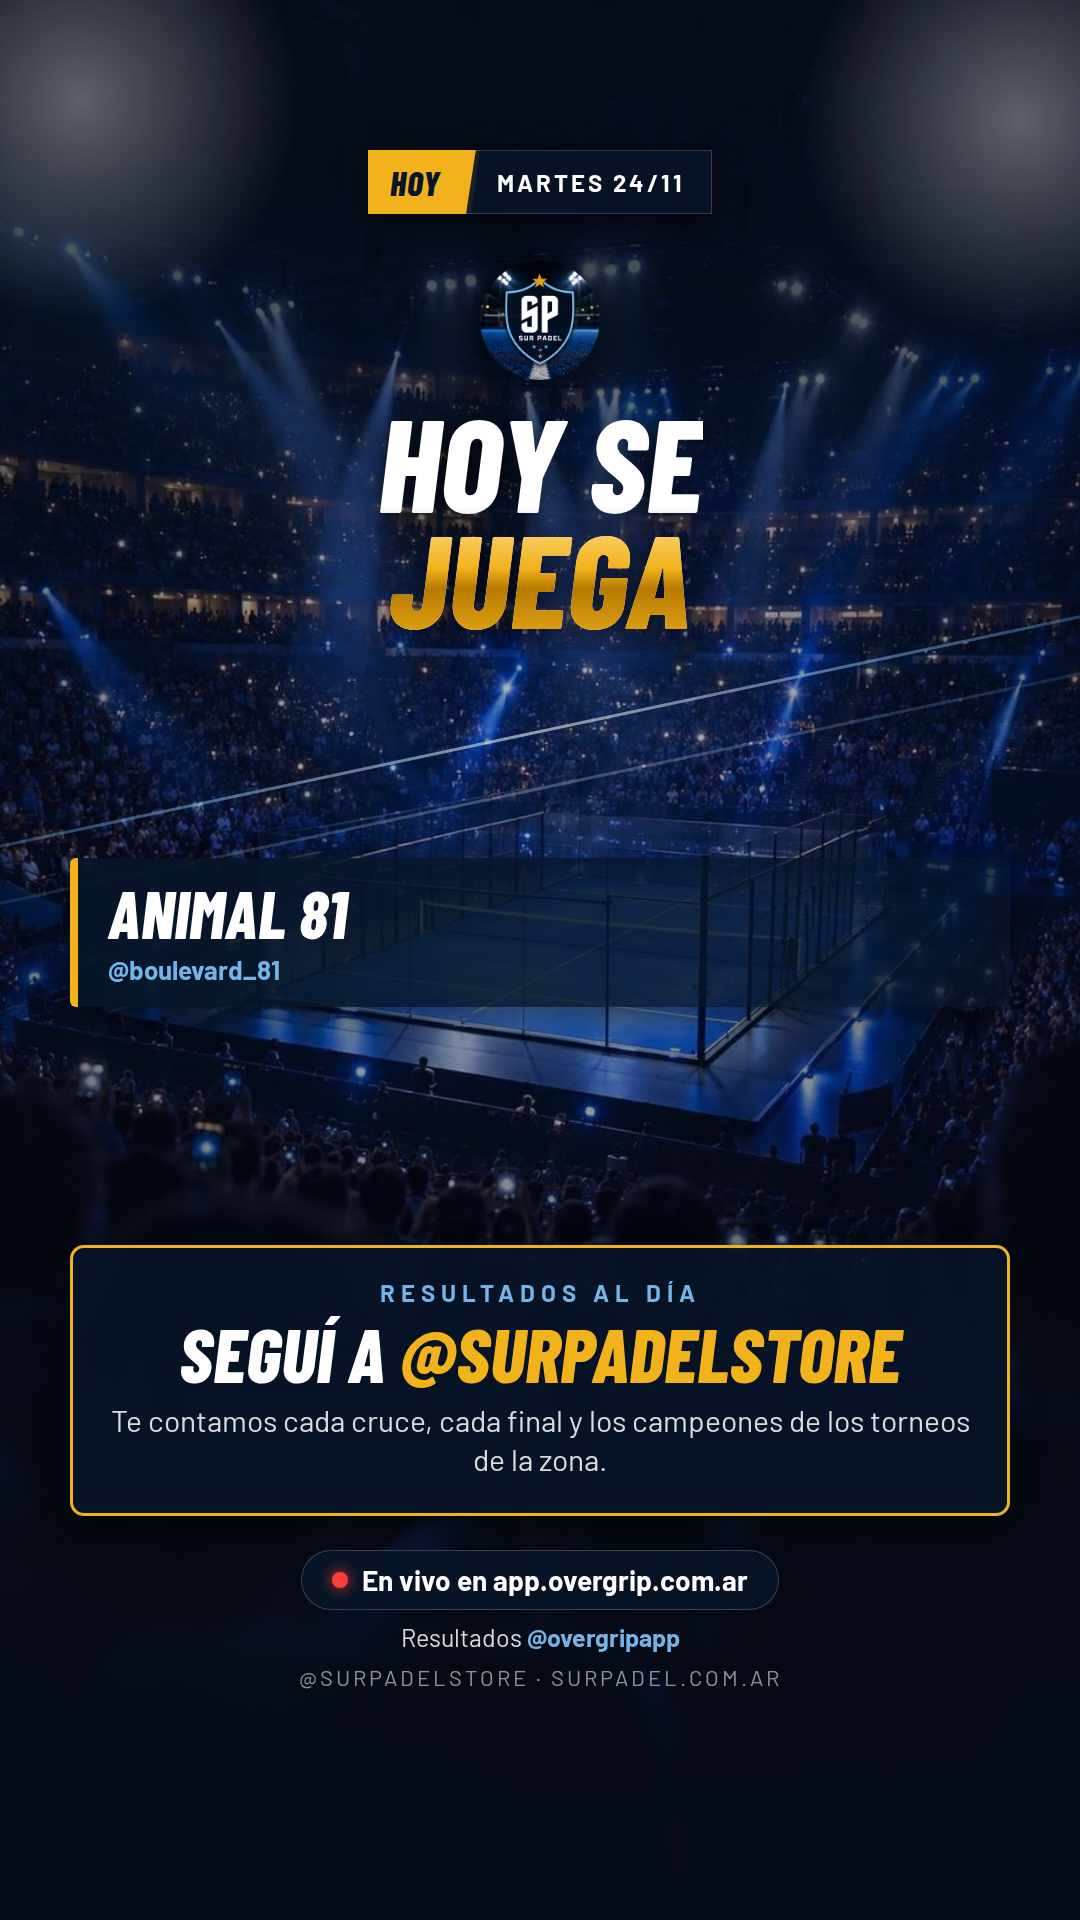 HOY MARTES 24/11
SP
SUR PADEL
HOY SE
JUEGA
ANIMAL 81
@boulevard_81
RESULTADOS AL DÍA
SEGUÍ A @SURPADELSTORE
Te contamos cada cruce, cada final y los campeones de los torneos
de la zona.
En vivo en app.overgrip.com.ar
Resultados @overgripapp
@SURPADELSTORE · SURPADEL.COM.AR